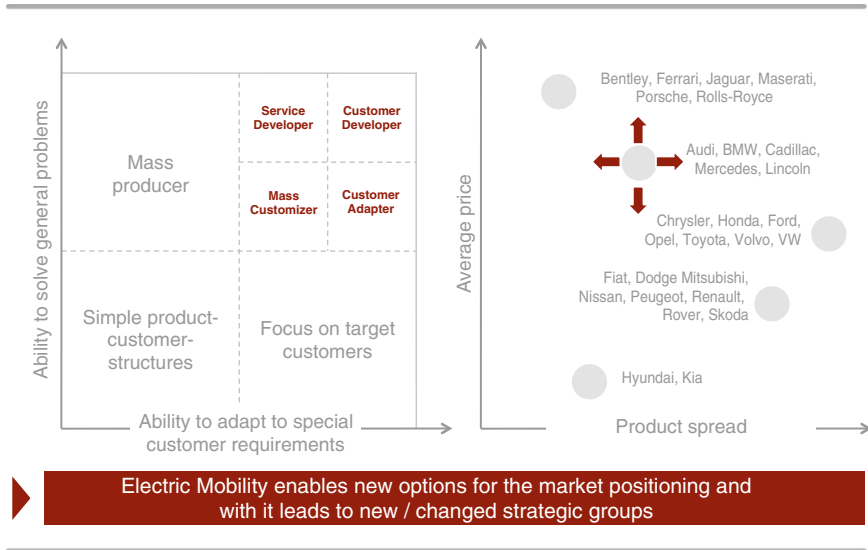 Ability to solve general problems
Mass
producer
Service
Developer
Customer
Developer
Mass
Customizer
Customer
Adapter
Simple product-
customer-
structures
Focus on target
customers
Ability to adapt to special
customer requirements
Average price
Bentley, Ferrari, Jaguar, Maserati,
Porsche, Rolls-Royce
Audi, BMW, Cadillac,
Mercedes, Lincoln
Chrysler, Honda, Ford,
Opel, Toyota, Volvo, VW
Fiat, Dodge Mitsubishi,
Nissan, Peugeot, Renault,
Rover, Skoda
Hyundai, Kia
Product spread
Electric Mobility enables new options for the market positioning and
with it leads to new / changed strategic groups